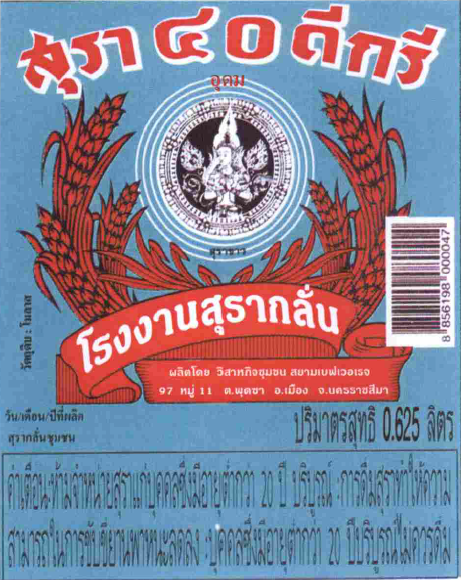 สุรา ๔๐ ดีกรี
อุดม
สุราขาว
โรงงานสุรากลั่น
วัตถุดิบ : โมลาส
ผลิตโดย วิสาหกิจชุมชน สยามเบฟเวอเรจ
97 หมู่ 11 ต.พุดซา อ.เมือง จ.นครราชสีมา
8 856198 000047
วัน/เดือน/ปีที่ผลิต
สุรากลั่นชุมชน
ปริมาตรสุทธิ 0.625 ลิตร
คำเตือน:ห้ามจำหน่ายสุราแก่บุคคลซึ่งมีอายุต่ำกว่า 20 ปี บริบูรณ์ :การดื่มสุราทำให้ความ
สามารถในการขับขี่ยานพาหนะลดลง :บุคคลซึ่งมีอายุต่ำกว่า 20 ปีบริบูรณ์ไม่ควรดื่ม